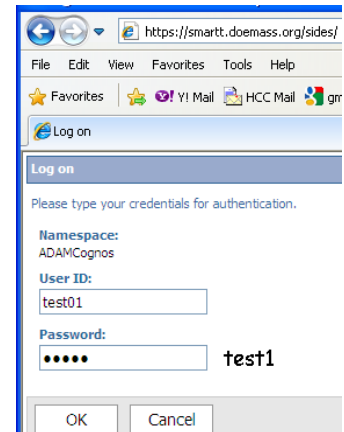 https://smartt.doemass.org/sides/
File Edit View Favorites Tools Help
Favorites Y! Mail HCC Mail gm
Log on
Log on
Please type your credentials for authentication.
Namespace:
ADAMCognos
User ID:
test01
Password:
••••• test1
OK Cancel